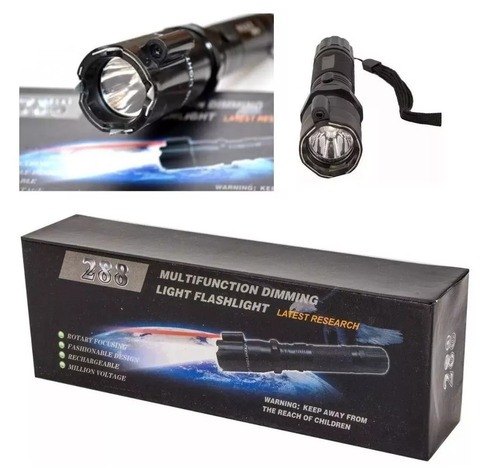 LIGHT
MULTIFUNCTION DIMMING
LIGHT FLASHLIGHT
LATEST RESEARCH
WARNING: KEEP
288
MULTIFUNCTION DIMMING
LIGHT FLASHLIGHT
LATEST RESEARCH
ROTARY FOCUSING
FASHIONABLE DESIGN
RECHARGEABLE
MILLION VOLTAGE
WARNING: KEEP AWAY FROM
THE REACH OF CHILDREN
288